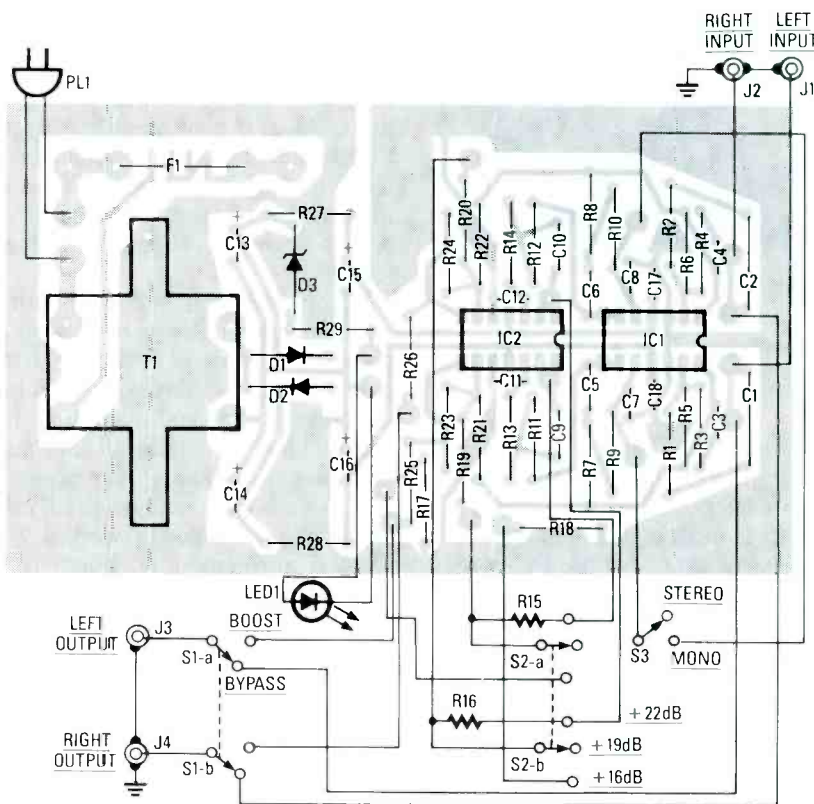 RIGHT INPUT
LEFT INPUT
PL1
J2
J1
F1
R27
C13
D3
C15
R29
T1
D1
D2
C14
C16
R28
LED1
R20
R24
R22
R14
R12
C10
R8
R10
R2
R6
R4
C4
C2
C8
C17
C6
C12
IC2
IC1
R26
C11
C5
C7
C18
R5
R3
C3
C1
R23
R21
R13
R11
C9
R19
R25
R17
R7
R9
R1
R18
R15
STEREO
S3
MONO
LEFT OUTPUT
J3
BOOST
S1-a
BYPASS
S2-a
R16
+22dB
+19dB
S2-b
+16dB
RIGHT OUTPUT
J4
S1-b